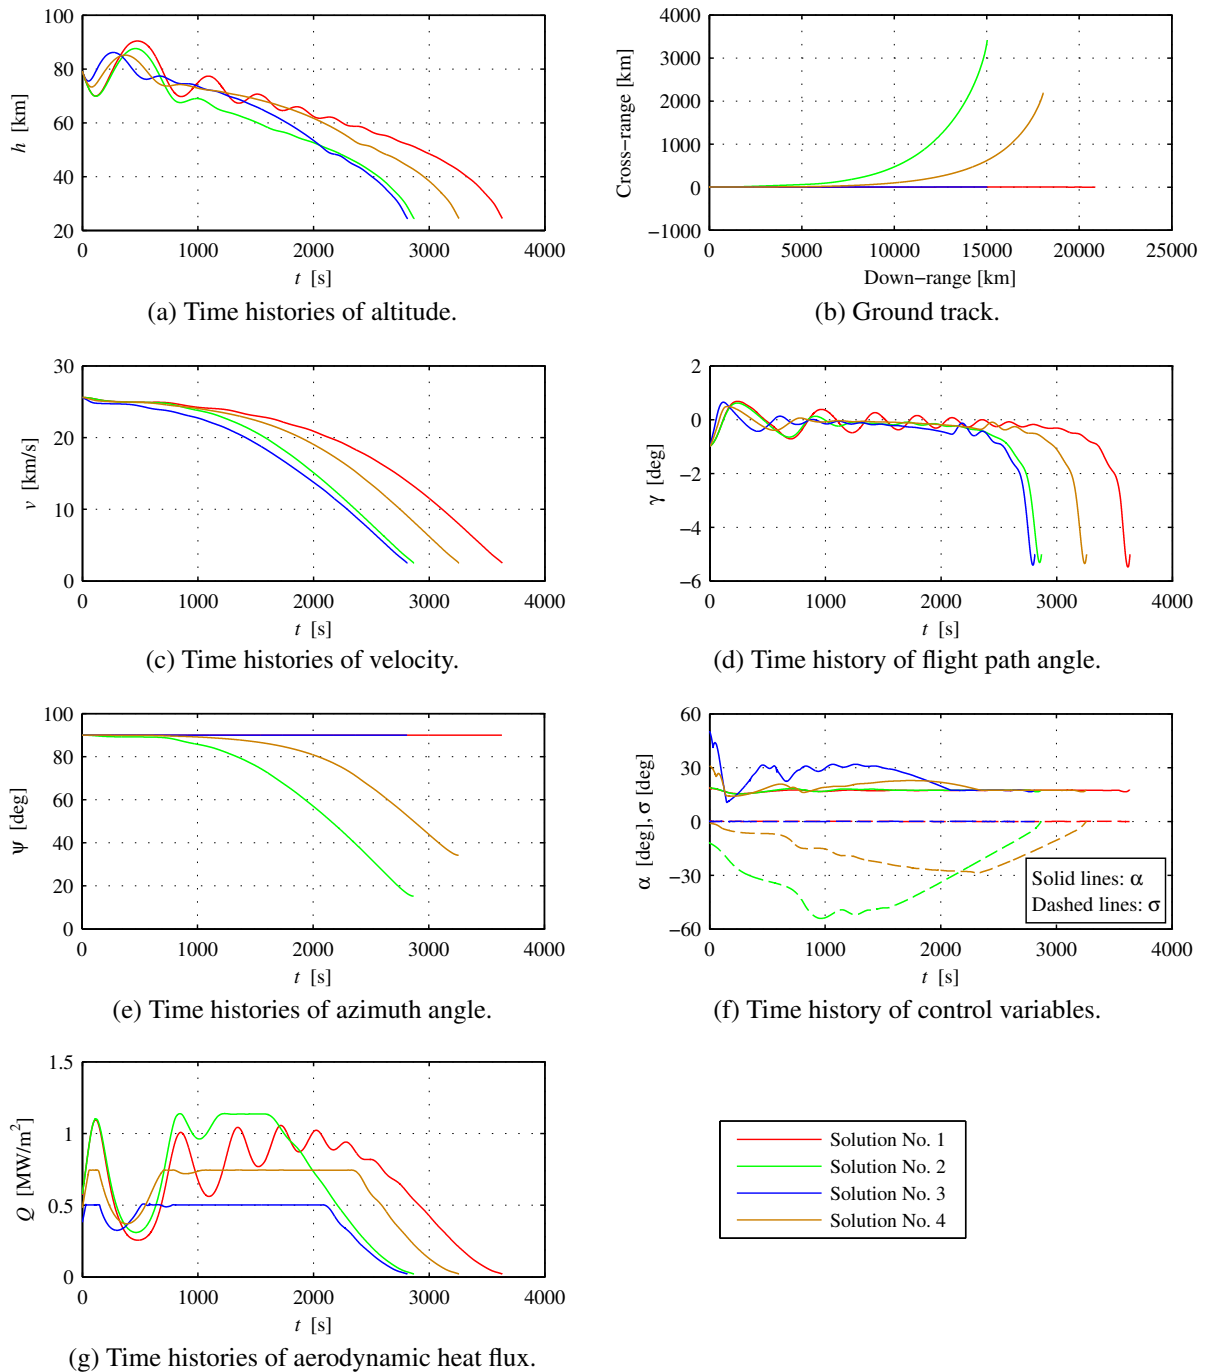 100
80
60
40
20
h [km]
0 1000 2000 3000 4000
t [s]
(a) Time histories of altitude.
4000
3000
2000
1000
0
−1000
Cross−range [km]
0 5000 10000 15000 20000 25000
Down−range [km]
(b) Ground track.
30
20
10
0
v [km/s]
0 1000 2000 3000 4000
t [s]
(c) Time histories of velocity.
2
0
−2
−4
−6
γ [deg]
0 1000 2000 3000 4000
t [s]
(d) Time history of flight path angle.
100
80
60
40
20
0
ψ [deg]
0 1000 2000 3000 4000
t [s]
(e) Time histories of azimuth angle.
60
30
0
−30
−60
α [deg], σ [deg]
Solid lines: α
Dashed lines: σ
0 1000 2000 3000 4000
t [s]
(f) Time history of control variables.
1.5
1
0.5
0
Q [MW/m²]
0 1000 2000 3000 4000
t [s]
(g) Time histories of aerodynamic heat flux.
Solution No. 1
Solution No. 2
Solution No. 3
Solution No. 4